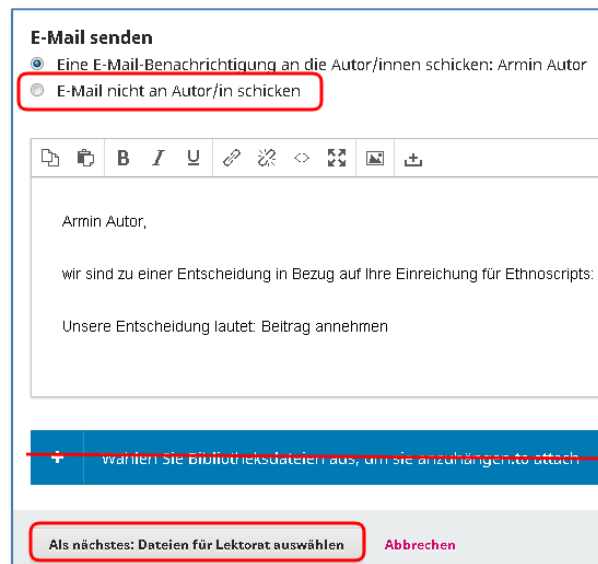 E-Mail senden
Eine E-Mail-Benachrichtigung an die Autor/innen schicken: Armin Autor
E-Mail nicht an Autor/in schicken
B I U
Armin Autor,
wir sind zu einer Entscheidung in Bezug auf Ihre Einreichung für Ethnoscripts:
Unsere Entscheidung lautet: Beitrag annehmen
+ Wählen Sie Bibliotheksdateien aus, um sie anzuhängen.to attach
Als nächstes: Dateien für Lektorat auswählen Abbrechen